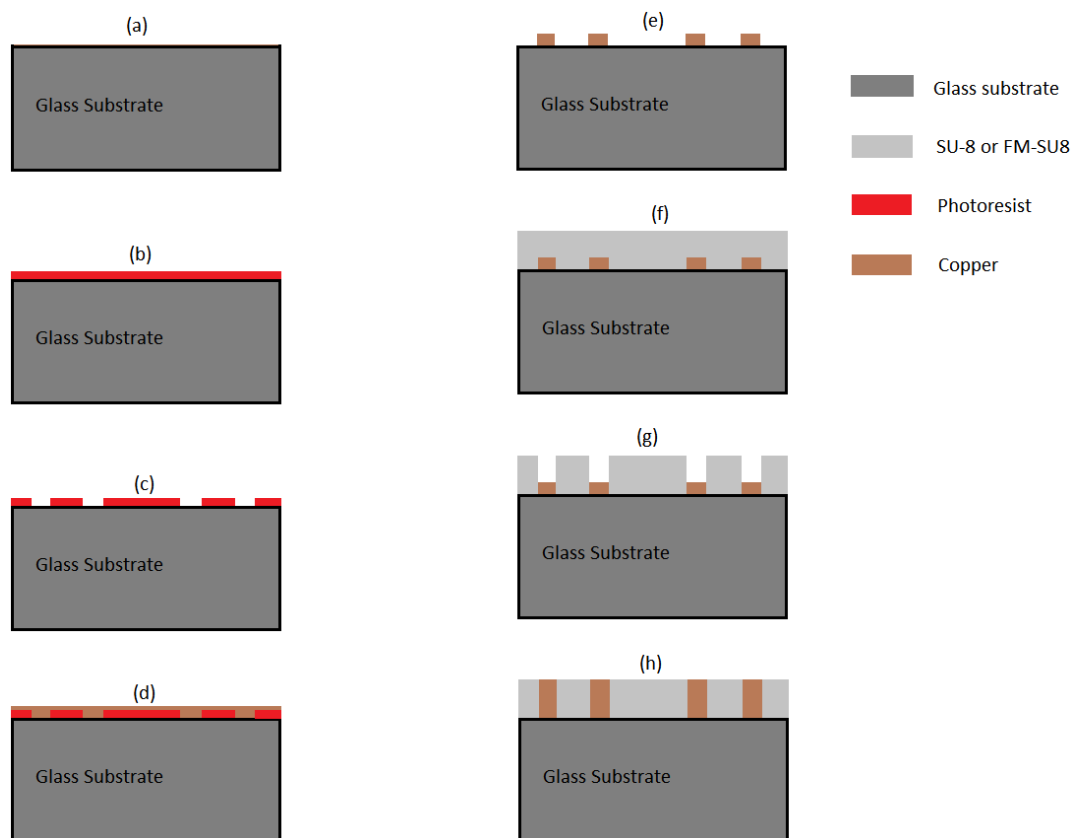 (a)
Glass Substrate
(b)
Glass Substrate
(c)
Glass Substrate
(d)
Glass Substrate
(e)
Glass Substrate
(f)
Glass Substrate
(g)
Glass Substrate
(h)
Glass Substrate
Glass substrate
SU-8 or FM-SU8
Photoresist
Copper